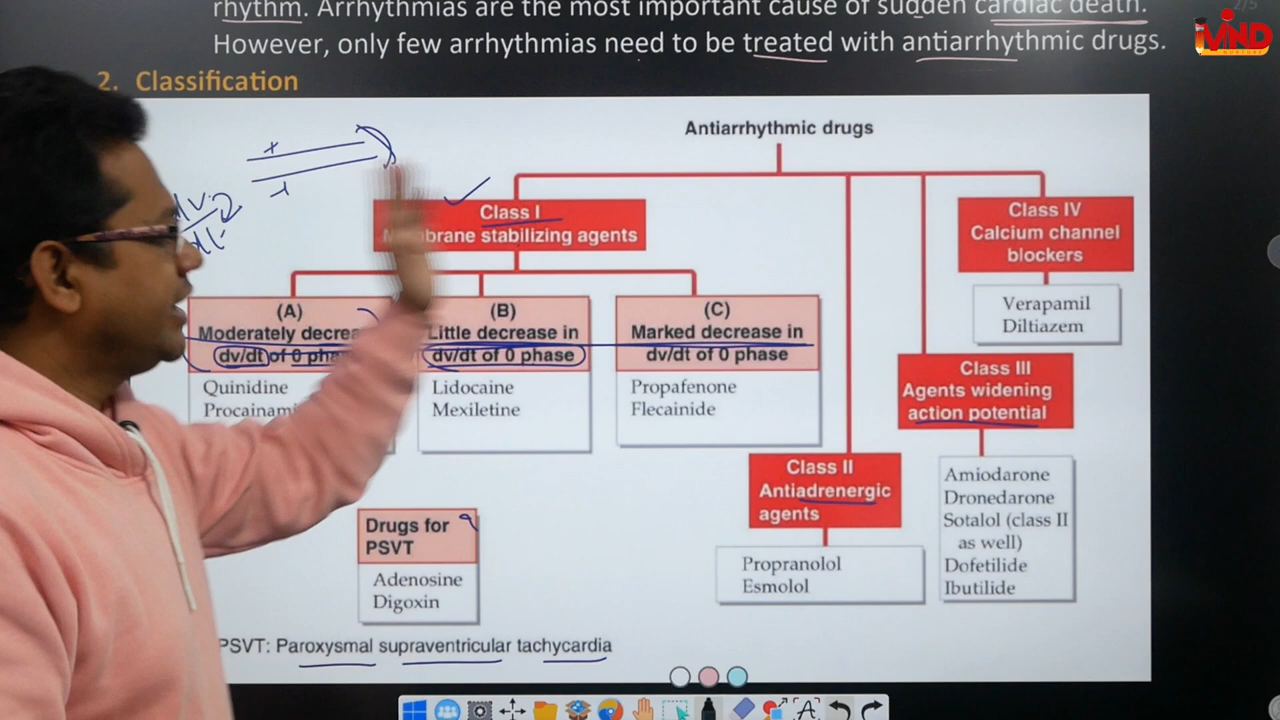 rhythm. Arrhythmias are the most important cause of sudden cardiac death.
However, only few arrhythmias need to be treated with antiarrhythmic drugs.
2. Classification
Antiarrhythmic drugs
Class I
stabilizing agents
(A)
Moderately
dv/dt of 0
Quinidine
(B)
Little decrease in
dv/dt of 0 phase
Lidocaine
Mexiletine
(C)
Marked decrease in
dv/dt of 0 phase
Propafenone
Flecainide
Class II
Antiadrenergic
agents
Propranolol
Esmolol
Class III
Agents widening
action potential
Amiodarone
Dronedarone
Sotalol (class II
as well)
Dofetilide
Ibutilide
Class IV
Calcium channel
blockers
Verapamil
Diltiazem
Drugs for
PSVT
Adenosine
Digoxin
PSVT: Paroxysmal supraventricular tachycardia
MIND
2/5